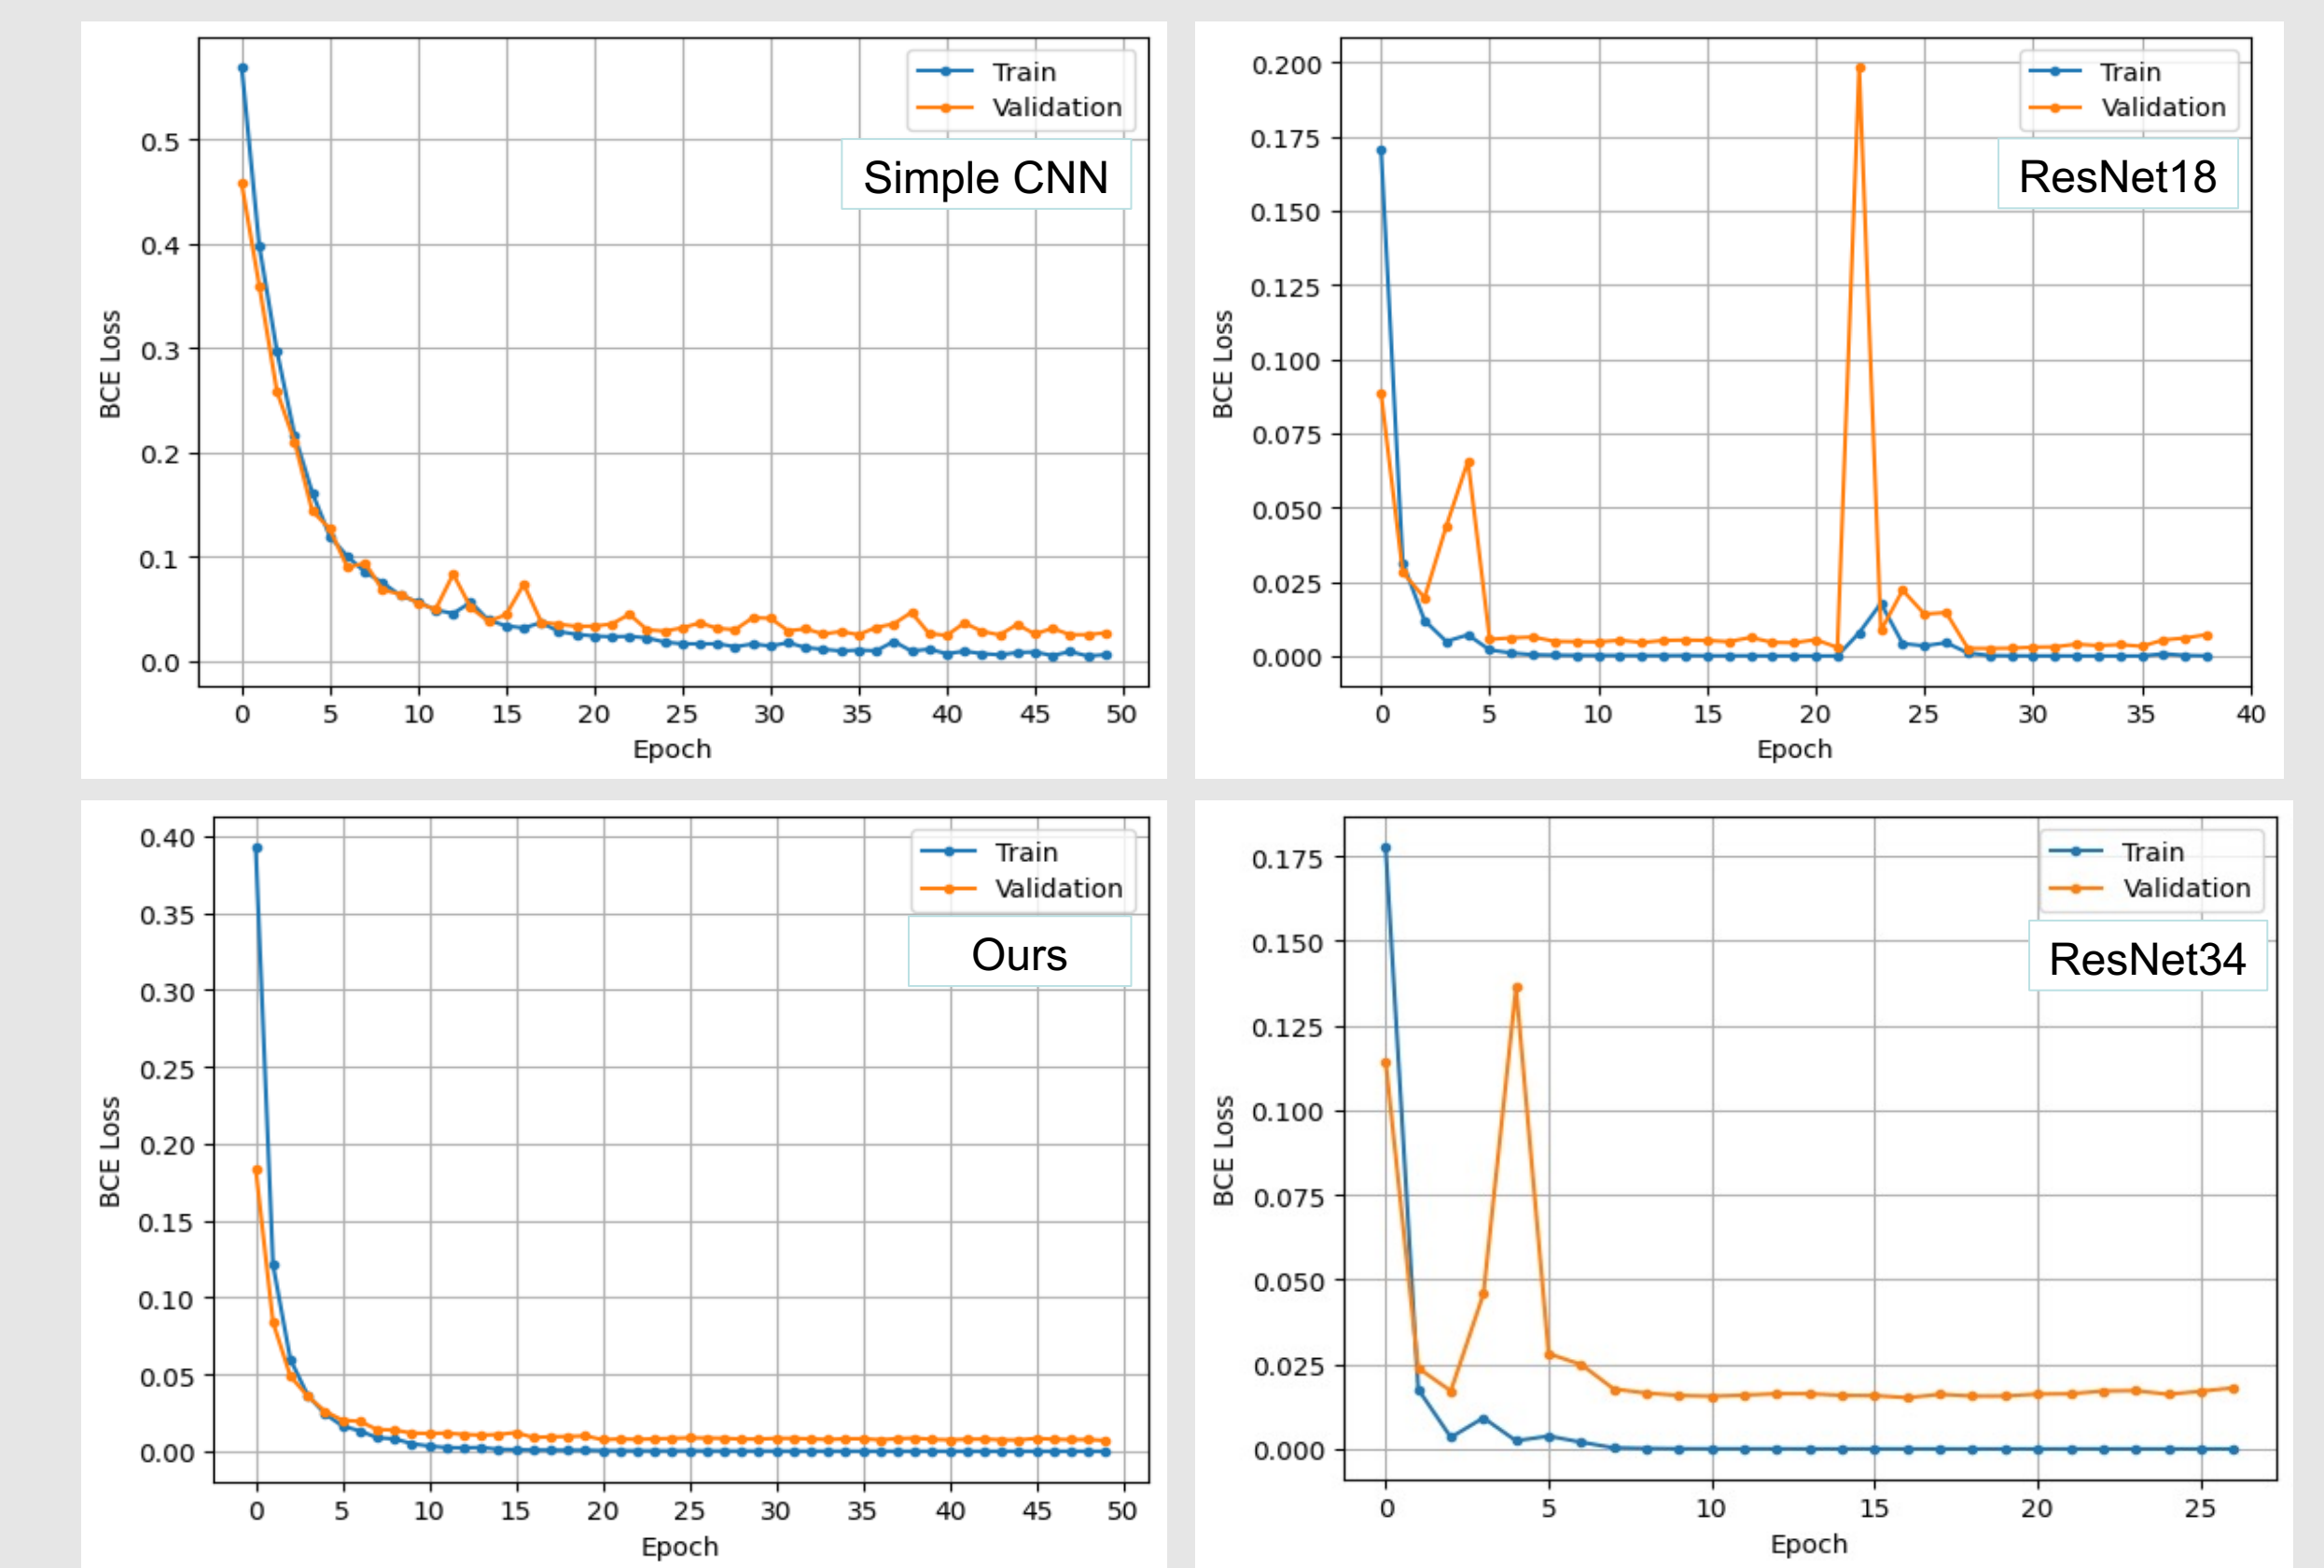 Train
Validation
Simple CNN
0.5
0.4
0.3
0.2
0.1
0.0
BCE Loss
0 5 10 15 20 25 30 35 40 45 50
Epoch
Train
Validation
ResNet18
0.200
0.175
0.150
0.125
0.100
0.075
0.050
0.025
0.000
BCE Loss
0 5 10 15 20 25 30 35 40
Epoch
Train
Validation
Ours
0.40
0.35
0.30
0.25
0.20
0.15
0.10
0.05
0.00
BCE Loss
0 5 10 15 20 25 30 35 40 45 50
Epoch
Train
Validation
ResNet34
0.175
0.150
0.125
0.100
0.075
0.050
0.025
0.000
BCE Loss
0 5 10 15 20 25
Epoch